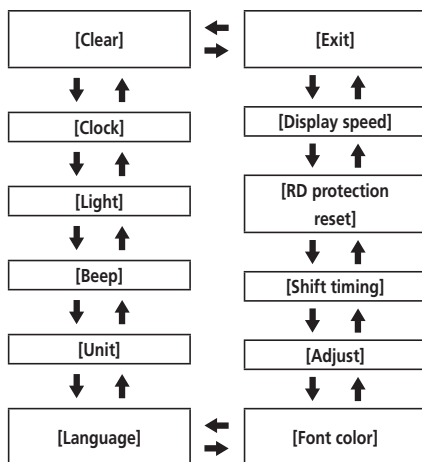 [Clear]
[Exit]
[Clock]
[Display speed]
[Light]
[RD protection
reset]
[Beep]
[Shift timing]
[Unit]
[Adjust]
[Language]
[Font color]